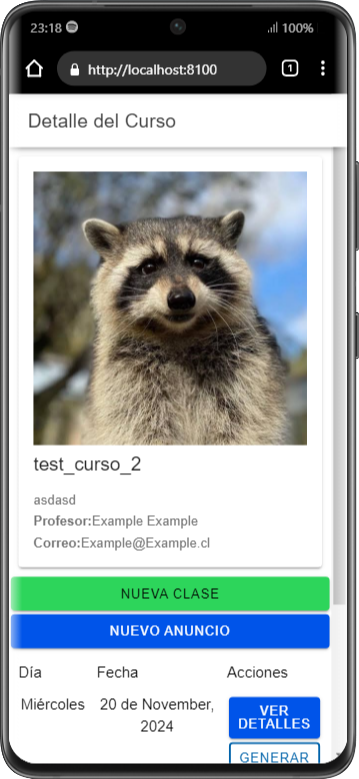 23:18
100%
http://localhost:8100
1
Detalle del Curso
test_curso_2
asdasd
Profesor:Example Example
Correo:Example@Example.cl
NUEVA CLASE
NUEVO ANUNCIO
Día Fecha Acciones
Miércoles 20 de November, 2024
VER DETALLES
GENERAR